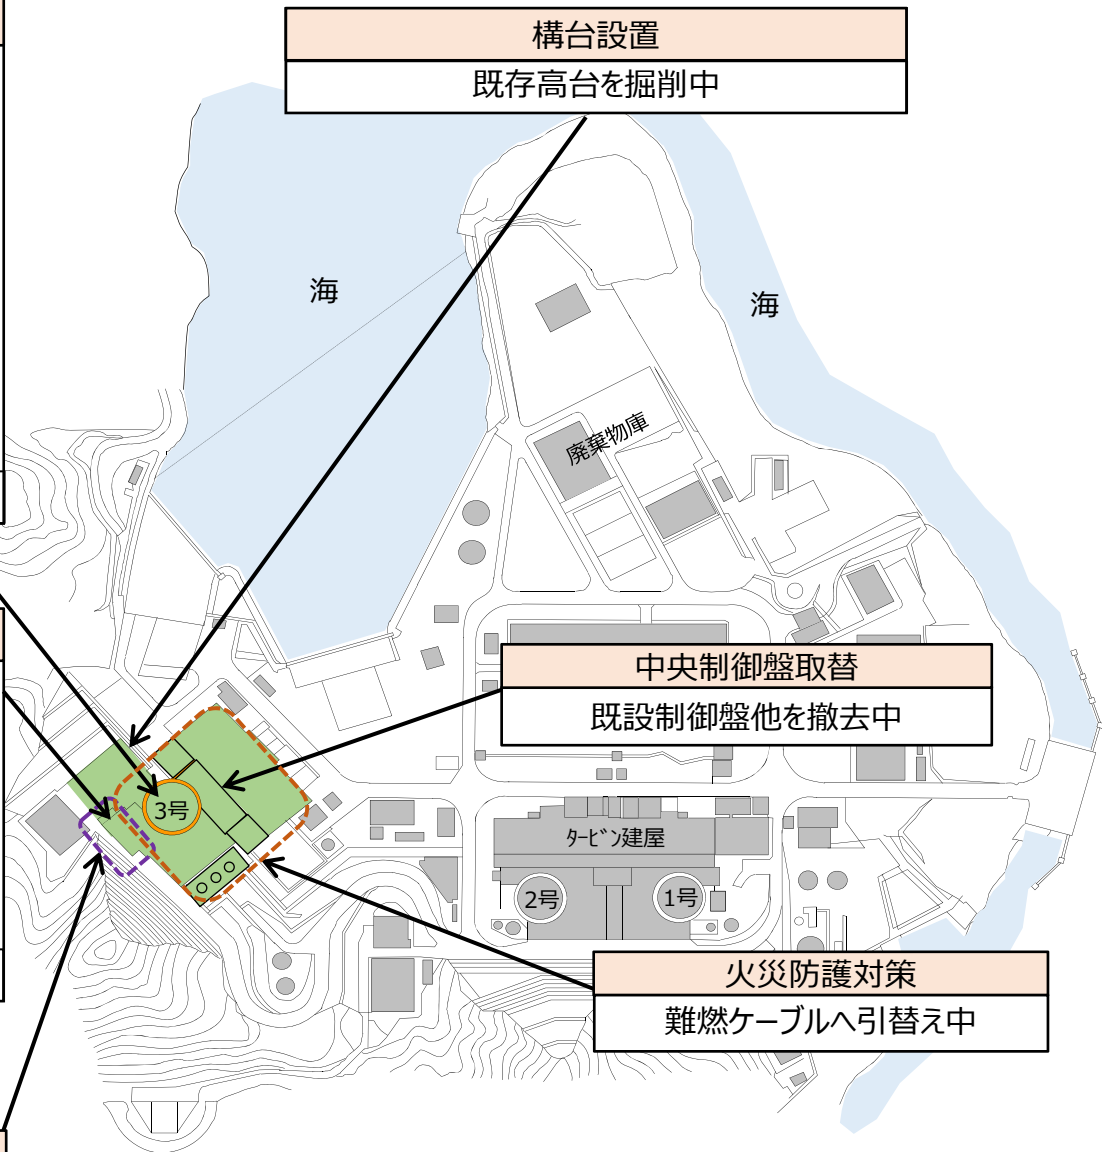 構台設置
既存高台を掘削中
海
海
廃棄物庫
中央制御盤取替
既設制御盤他を撤去中
3号
ﾀｰﾋﾞﾝ建屋
2号
1号
火災防護対策
難燃ケーブルへ引替え中